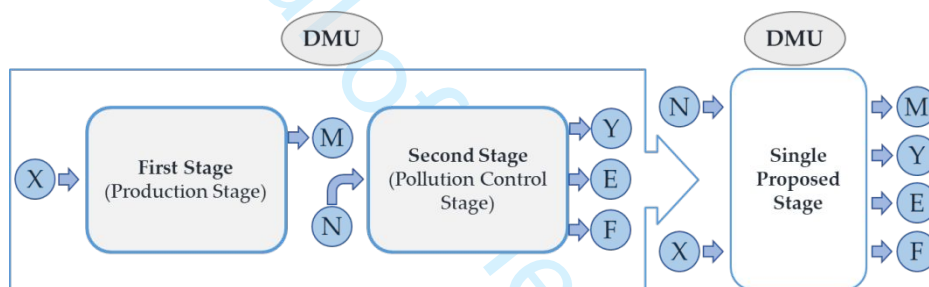 DMU
DMU
X
First Stage
(Production Stage)
M
N
Second Stage
(Pollution Control
Stage)
Y
E
F
N
X
Single
Proposed
Stage
M
Y
E
F